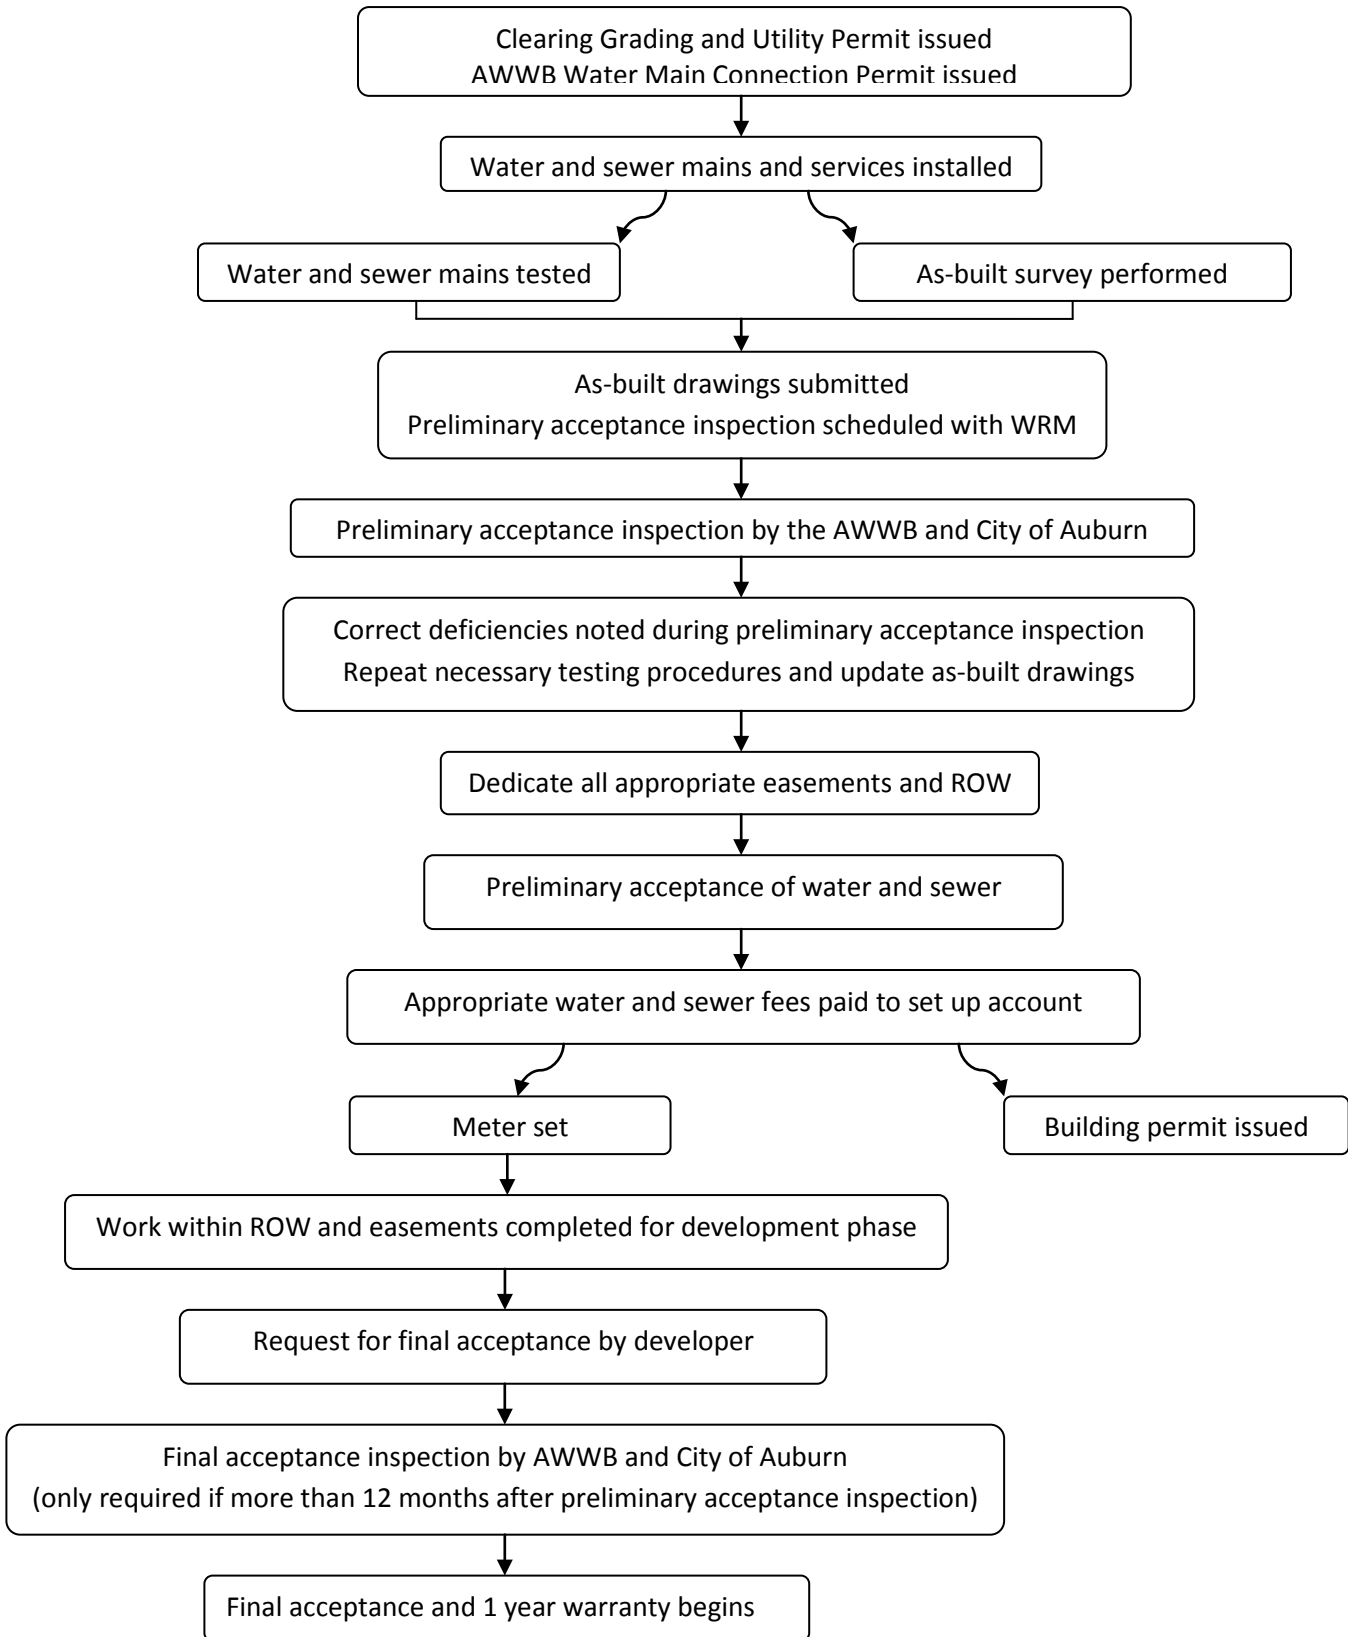 Clearing Grading and Utility Permit issued
AWWB Water Main Connection Permit issued
Water and sewer mains and services installed
Water and sewer mains tested
As-built survey performed
As-built drawings submitted
Preliminary acceptance inspection scheduled with WRM
Preliminary acceptance inspection by the AWWB and City of Auburn
Correct deficiencies noted during preliminary acceptance inspection
Repeat necessary testing procedures and update as-built drawings
Dedicate all appropriate easements and ROW
Preliminary acceptance of water and sewer
Appropriate water and sewer fees paid to set up account
Meter set
Building permit issued
Work within ROW and easements completed for development phase
Request for final acceptance by developer
Final acceptance inspection by AWWB and City of Auburn
(only required if more than 12 months after preliminary acceptance inspection)
Final acceptance and 1 year warranty begins